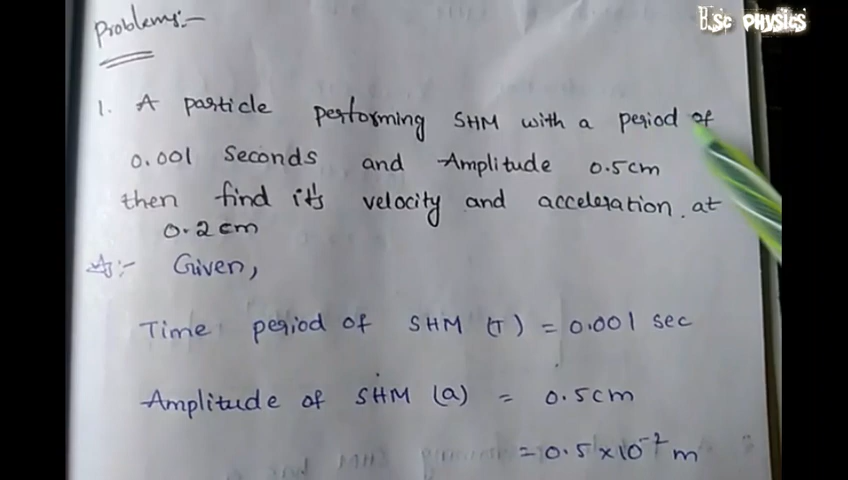 B.Sc PHYSICS
Problems:-
1. A particle performing SHM with a period of
0.001 Seconds and Amplitude 0.5cm
then find it's velocity and acceleration at
0.2cm
A:- Given,
Time period of SHM (T) = 0.001 sec
Amplitude of SHM (a) = 0.5cm
= 0.5 × 10⁻² m